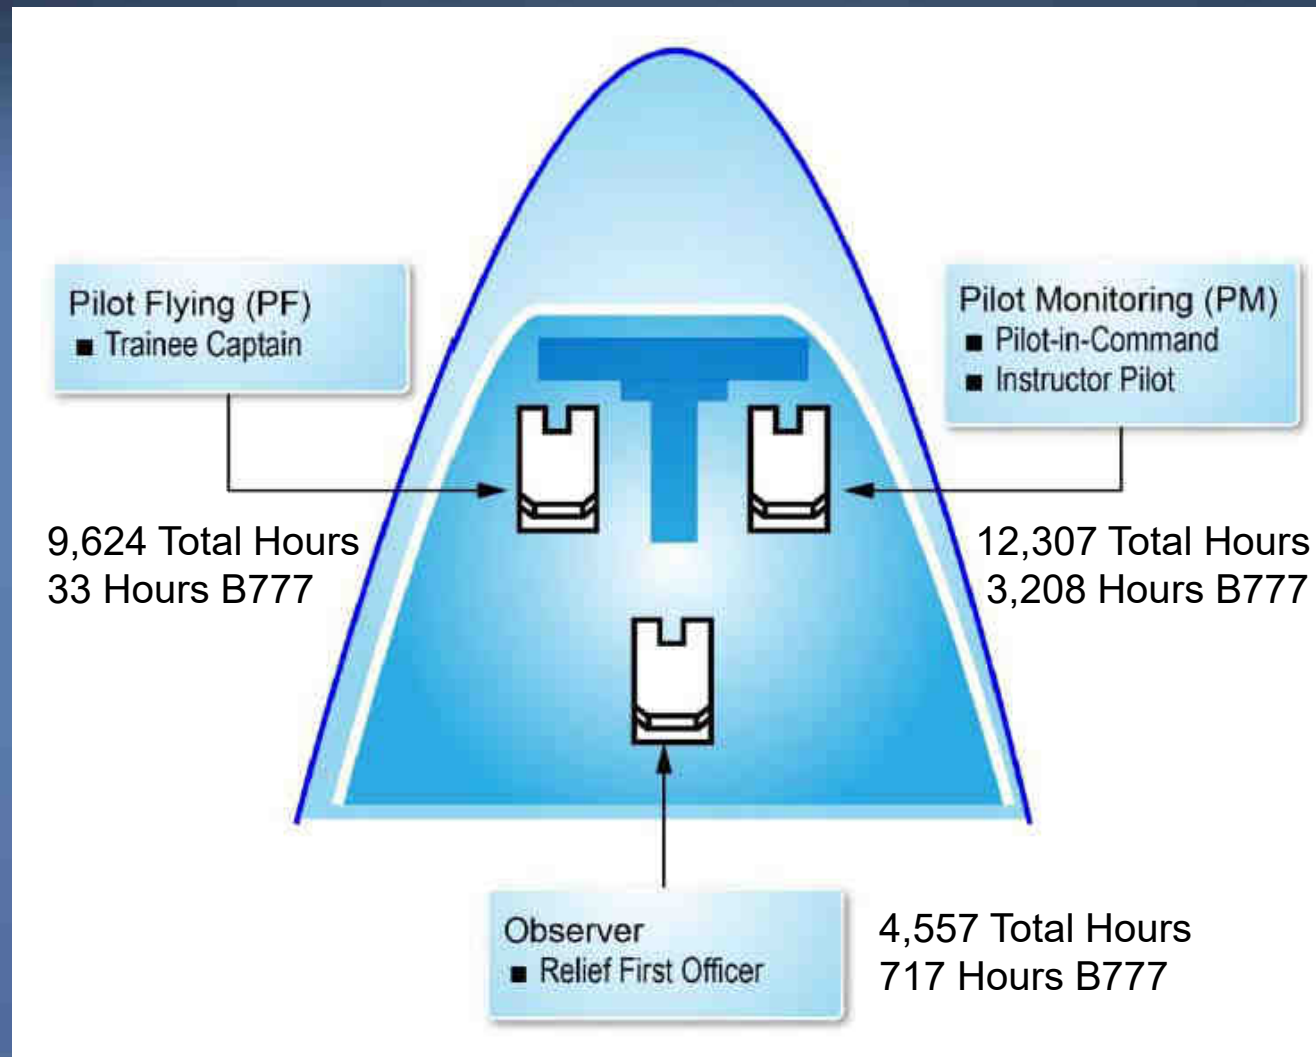 Pilot Flying (PF)
■ Trainee Captain
9,624 Total Hours
33 Hours B777
Pilot Monitoring (PM)
■ Pilot-in-Command
■ Instructor Pilot
12,307 Total Hours
3,208 Hours B777
Observer
■ Relief First Officer
4,557 Total Hours
717 Hours B777